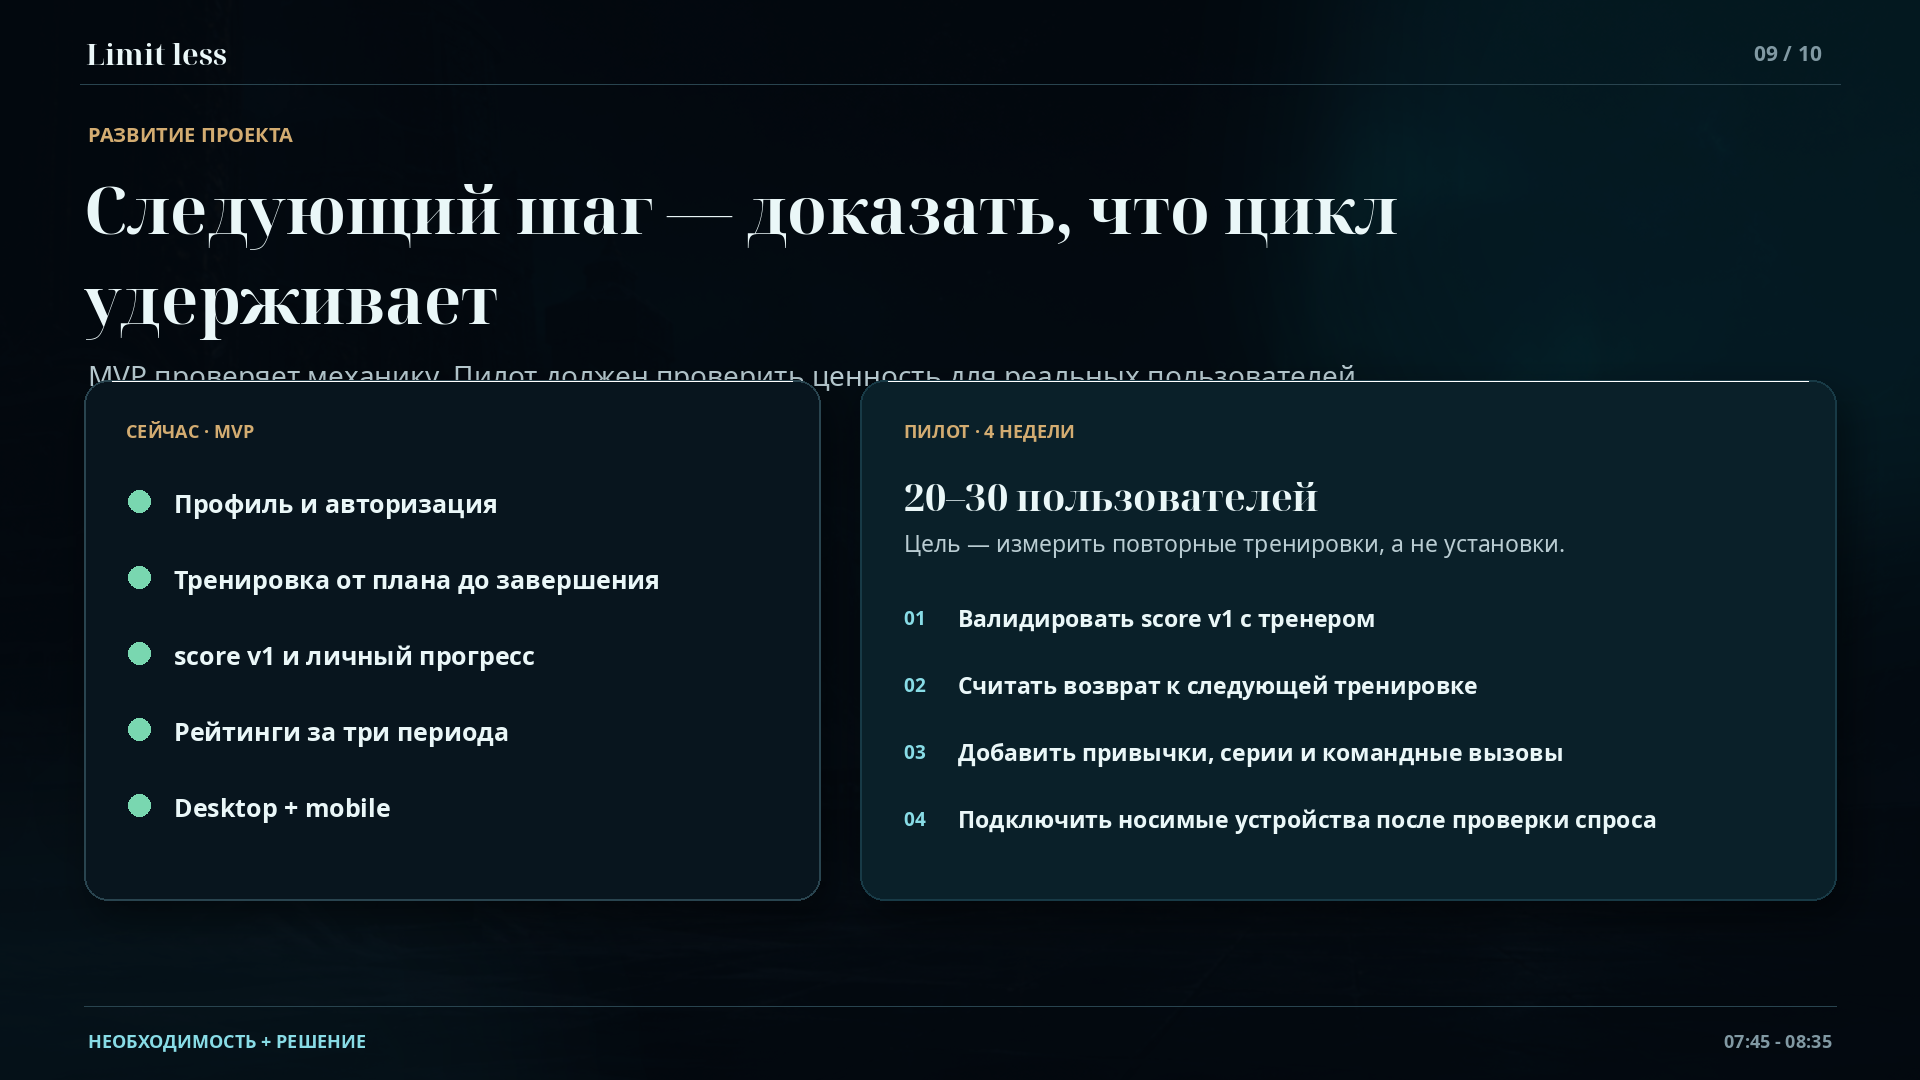 Limit less
09 / 10
РАЗВИТИЕ ПРОЕКТА
Следующий шаг — доказать, что цикл
удерживает
MVP проверяет механику. Пилот должен проверить ценность для реальных пользователей.
СЕЙЧАС · MVP
Профиль и авторизация
Тренировка от плана до завершения
score v1 и личный прогресс
Рейтинги за три периода
Desktop + mobile
ПИЛОТ · 4 НЕДЕЛИ
20–30 пользователей
Цель — измерить повторные тренировки, а не установки.
01 Валидировать score v1 с тренером
02 Считать возврат к следующей тренировке
03 Добавить привычки, серии и командные вызовы
04 Подключить носимые устройства после проверки спроса
НЕОБХОДИМОСТЬ + РЕШЕНИЕ
07:45 - 08:35